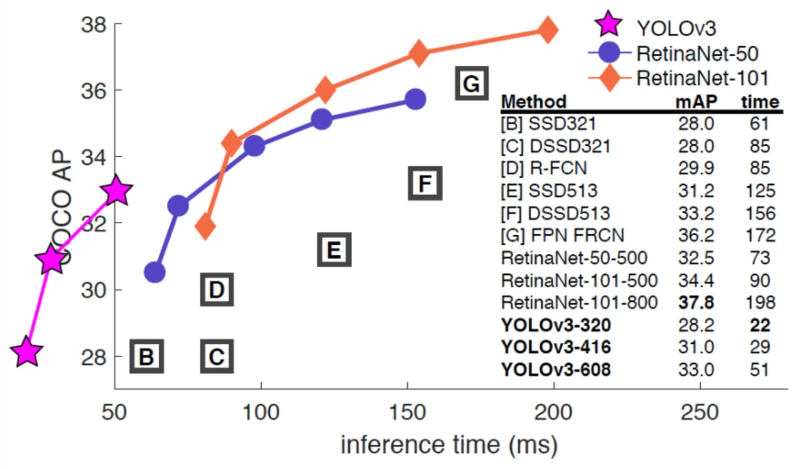 38
36
34
32
30
28
COCO AP
50
100
150
200
250
inference time (ms)
B
C
D
E
F
G
YOLOv3
RetinaNet-50
RetinaNet-101
Method mAP time
[B] SSD321 28.0 61
[C] DSSD321 28.0 85
[D] R-FCN 29.9 85
[E] SSD513 31.2 125
[F] DSSD513 33.2 156
[G] FPN FRCN 36.2 172
RetinaNet-50-500 32.5 73
RetinaNet-101-500 34.4 90
RetinaNet-101-800 37.8 198
YOLOv3-320 28.2 22
YOLOv3-416 31.0 29
YOLOv3-608 33.0 51